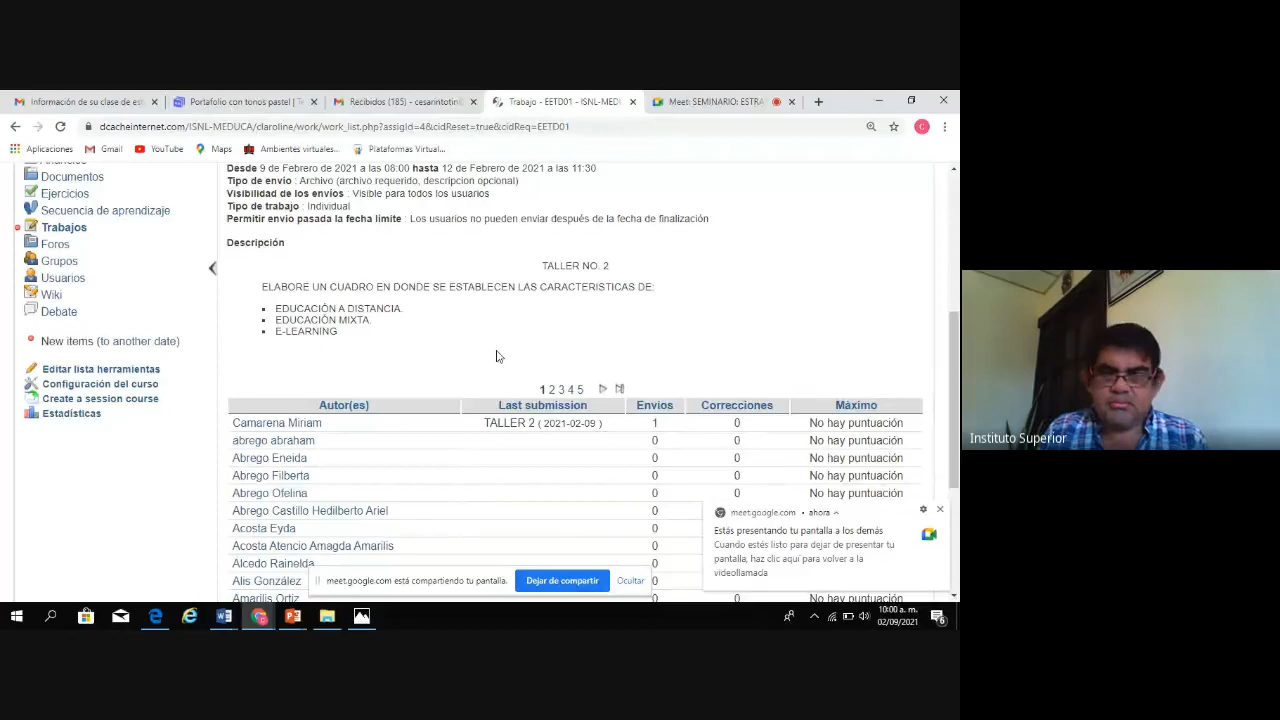 Información de su clase de est
Portafolio con tonos pastel | Te
Recibidos (185) - cesarintotin@
Trabajo - EETD01 - ISNL-MEDU
Meet: SEMINARIO: ESTRA
dcacheinternet.com/ISNL-MEDUCA/claroline/work/work_list.php?assigId=4&cidReset=true&cidReq=EETD01
Aplicaciones
Gmail
YouTube
Maps
Ambientes virtuales...
Plataformas Virtual...
Documentos
Ejercicios
Secuencia de aprendizaje
Trabajos
Foros
Grupos
Usuarios
Wiki
Debate
New items (to another date)
Editar lista herramientas
Configuración del curso
Create a session course
Estadísticas
Desde 9 de Febrero de 2021 a las 08:00 hasta 12 de Febrero de 2021 a las 11:30
Tipo de envío : Archivo (archivo requerido, descripcion opcional)
Visibilidad de los envíos : Visible para todos los usuarios
Tipo de trabajo : Individual
Permitir envío pasada la fecha límite : Los usuarios no pueden enviar después de la fecha de finalización
Descripción
TALLER NO. 2
ELABORE UN CUADRO EN DONDE SE ESTABLECEN LAS CARACTERISTICAS DE:
EDUCACIÓN A DISTANCIA.
EDUCACIÓN MIXTA.
E-LEARNING
1 2 3 4 5
Autor(es) Last submission Envíos Correcciones Máximo
Camarena Miriam TALLER 2 ( 2021-02-09 ) 1 0 No hay puntuación
abrego abraham 0 0 No hay puntuación
Abrego Eneida 0 0 No hay puntuación
Abrego Filberta 0 0 No hay puntuación
Abrego Ofelina 0 0 No hay puntuación
Abrego Castillo Hedilberto Ariel 0
Acosta Eyda 0
Acosta Atencio Amagda Amarilis 0
Alcedo Rainelda 0
Alis González 0
Amarilis Ortiz 0
meet.google.com • ahora
Estás presentando tu pantalla a los demás
Cuando estés listo para dejar de presentar tu
pantalla, haz clic aquí para volver a la
videollamada
meet.google.com está compartiendo tu pantalla.
Dejar de compartir
Ocultar
10:00 a. m.
02/09/2021
6
Instituto Superior